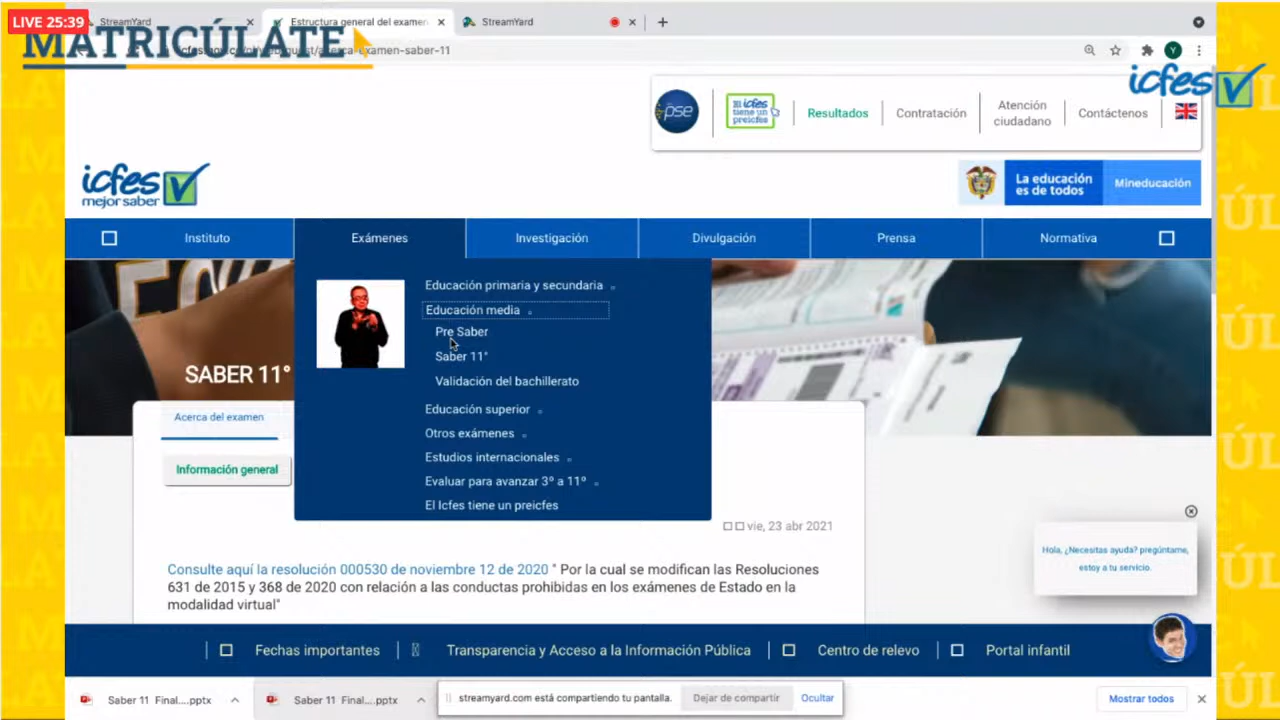 LIVE 25:39
StreamYard
Estructura general del examen
StreamYard
MATRICÚLATE
examen-saber-11
icfes
pse
El icfes
tiene un
preicfes
Resultados
Contratación
Atención
ciudadano
Contáctenos
icfes
mejor saber
La educación
es de todos
Mineducación
Instituto
Exámenes
Investigación
Divulgación
Prensa
Normativa
Educación primaria y secundaria
Educación media
Pre Saber
Saber 11°
Validación del bachillerato
Educación superior
Otros exámenes
Estudios internacionales
Evaluar para avanzar 3º a 11º
El Icfes tiene un preicfes
SABER 11°
Acerca del examen
Información general
vie, 23 abr 2021
Consulte aquí la resolución 000530 de noviembre 12 de 2020 " Por la cual se modifican las Resoluciones
631 de 2015 y 368 de 2020 con relación a las conductas prohibidas en los exámenes de Estado en la
modalidad virtual"
Hola, ¿Necesitas ayuda? pregúntame,
estoy a tu servicio.
Fechas importantes
Transparencia y Acceso a la Información Pública
Centro de relevo
Portal infantil
Saber 11 Final....pptx
Saber 11 Final....pptx
streamyard.com está compartiendo tu pantalla.
Dejar de compartir
Ocultar
Mostrar todos